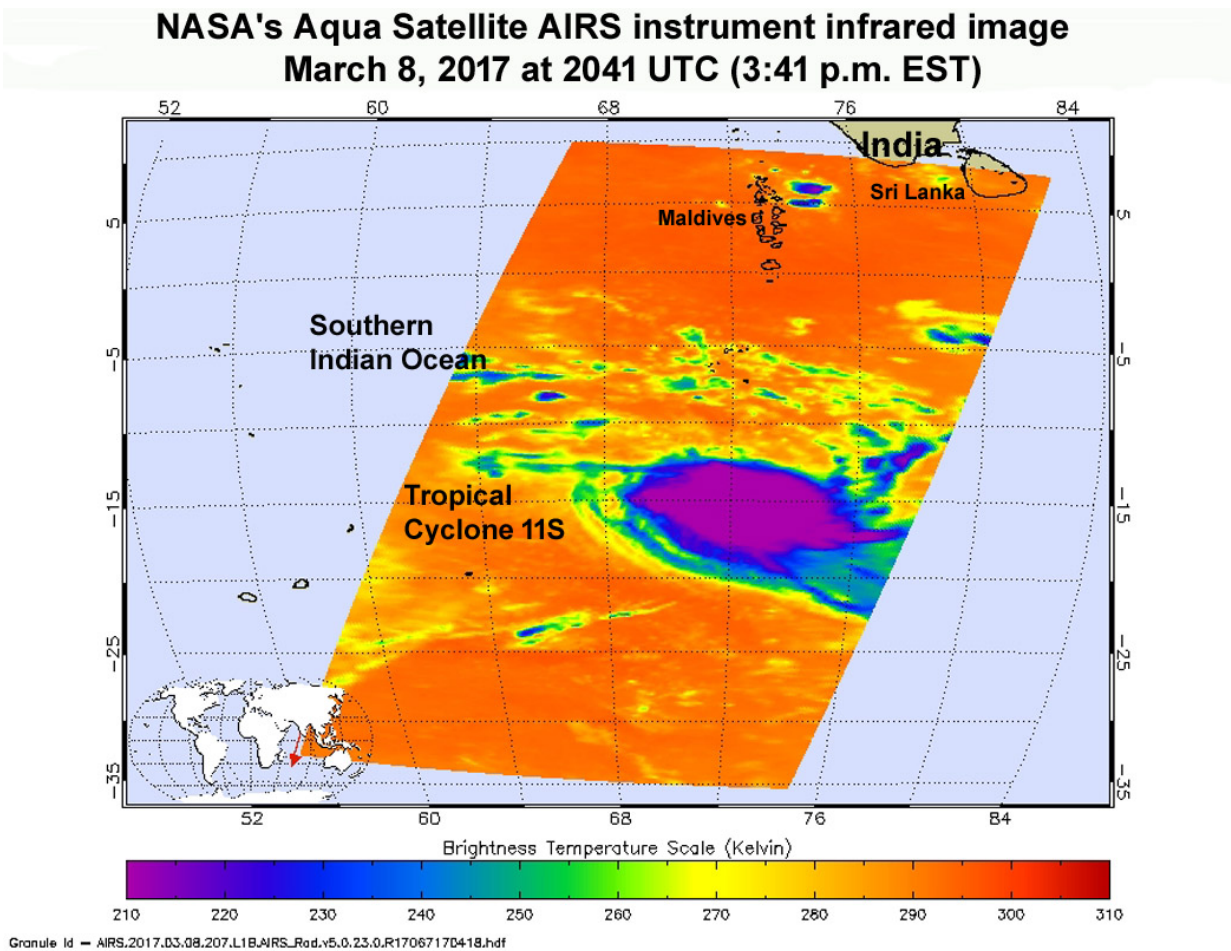 NASA's Aqua Satellite AIRS instrument infrared image
March 8, 2017 at 2041 UTC (3:41 p.m. EST)
52 60 68 76 84
India
Sri Lanka
Maldives
5 5
Southern
Indian Ocean
-5 -5
Tropical
Cyclone 11S
-15 -15
-25 -25
-35 -35
52 60 68 76 84
Brightness Temperature Scale (Kelvin)
210 220 230 240 250 260 270 280 290 300 310
Granule Id — AIRS.2017.03.08.207.L1B.AIRS_Rad.v5.0.23.0.R17067170418.hdf